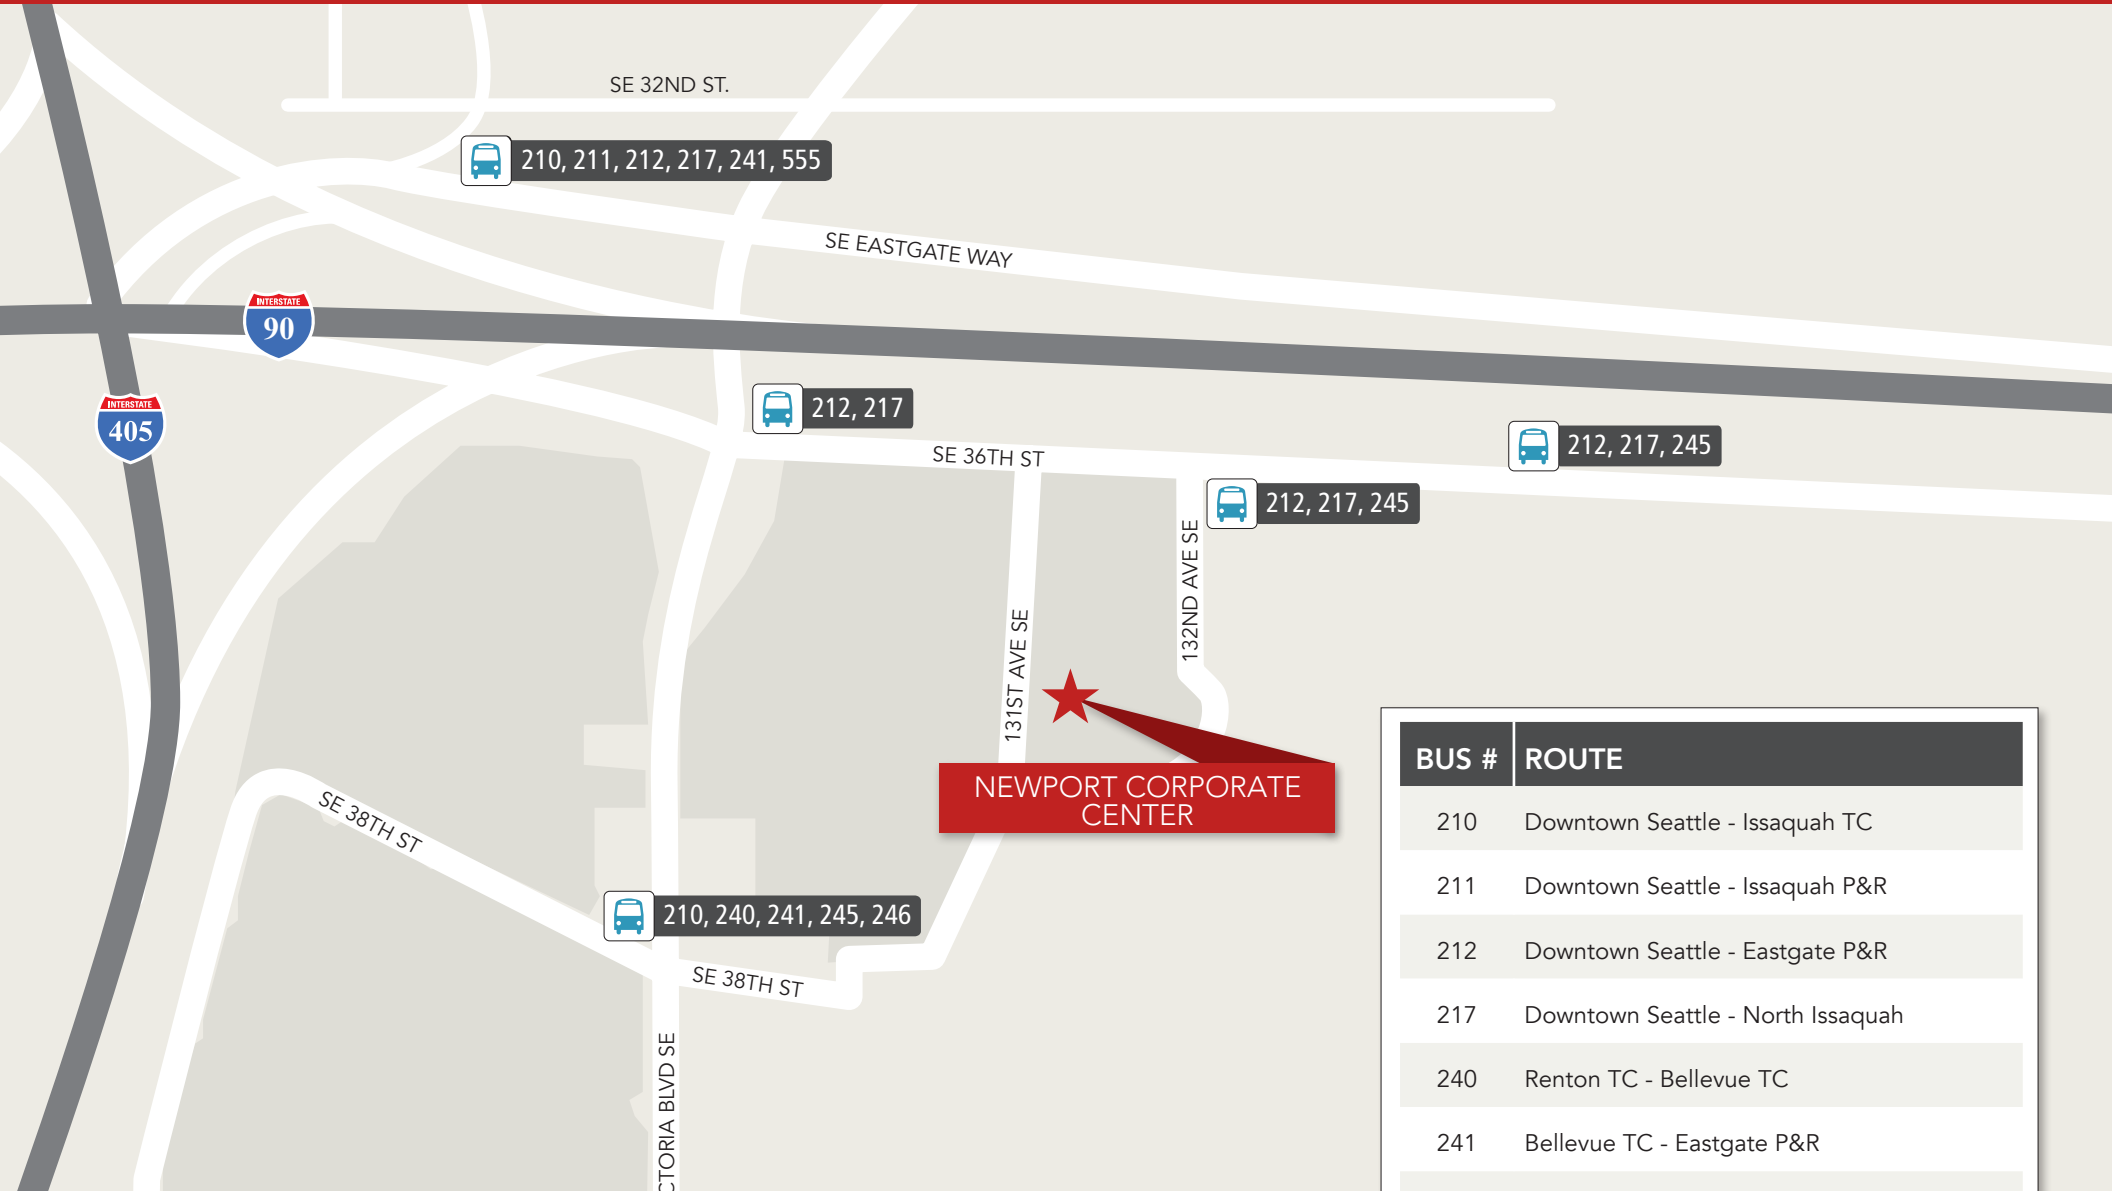 SE 32ND ST.
210, 211, 212, 217, 241, 555
SE EASTGATE WAY
INTERSTATE
90
INTERSTATE
405
212, 217
SE 36TH ST
212, 217, 245
212, 217, 245
132ND AVE SE
131ST AVE SE
NEWPORT CORPORATE
CENTER
SE 38TH ST
210, 240, 241, 245, 246
SE 38TH ST
CTORIA BLVD SE
BUS # ROUTE
210 Downtown Seattle - Issaquah TC
211 Downtown Seattle - Issaquah P&R
212 Downtown Seattle - Eastgate P&R
217 Downtown Seattle - North Issaquah
240 Renton TC - Bellevue TC
241 Bellevue TC - Eastgate P&R